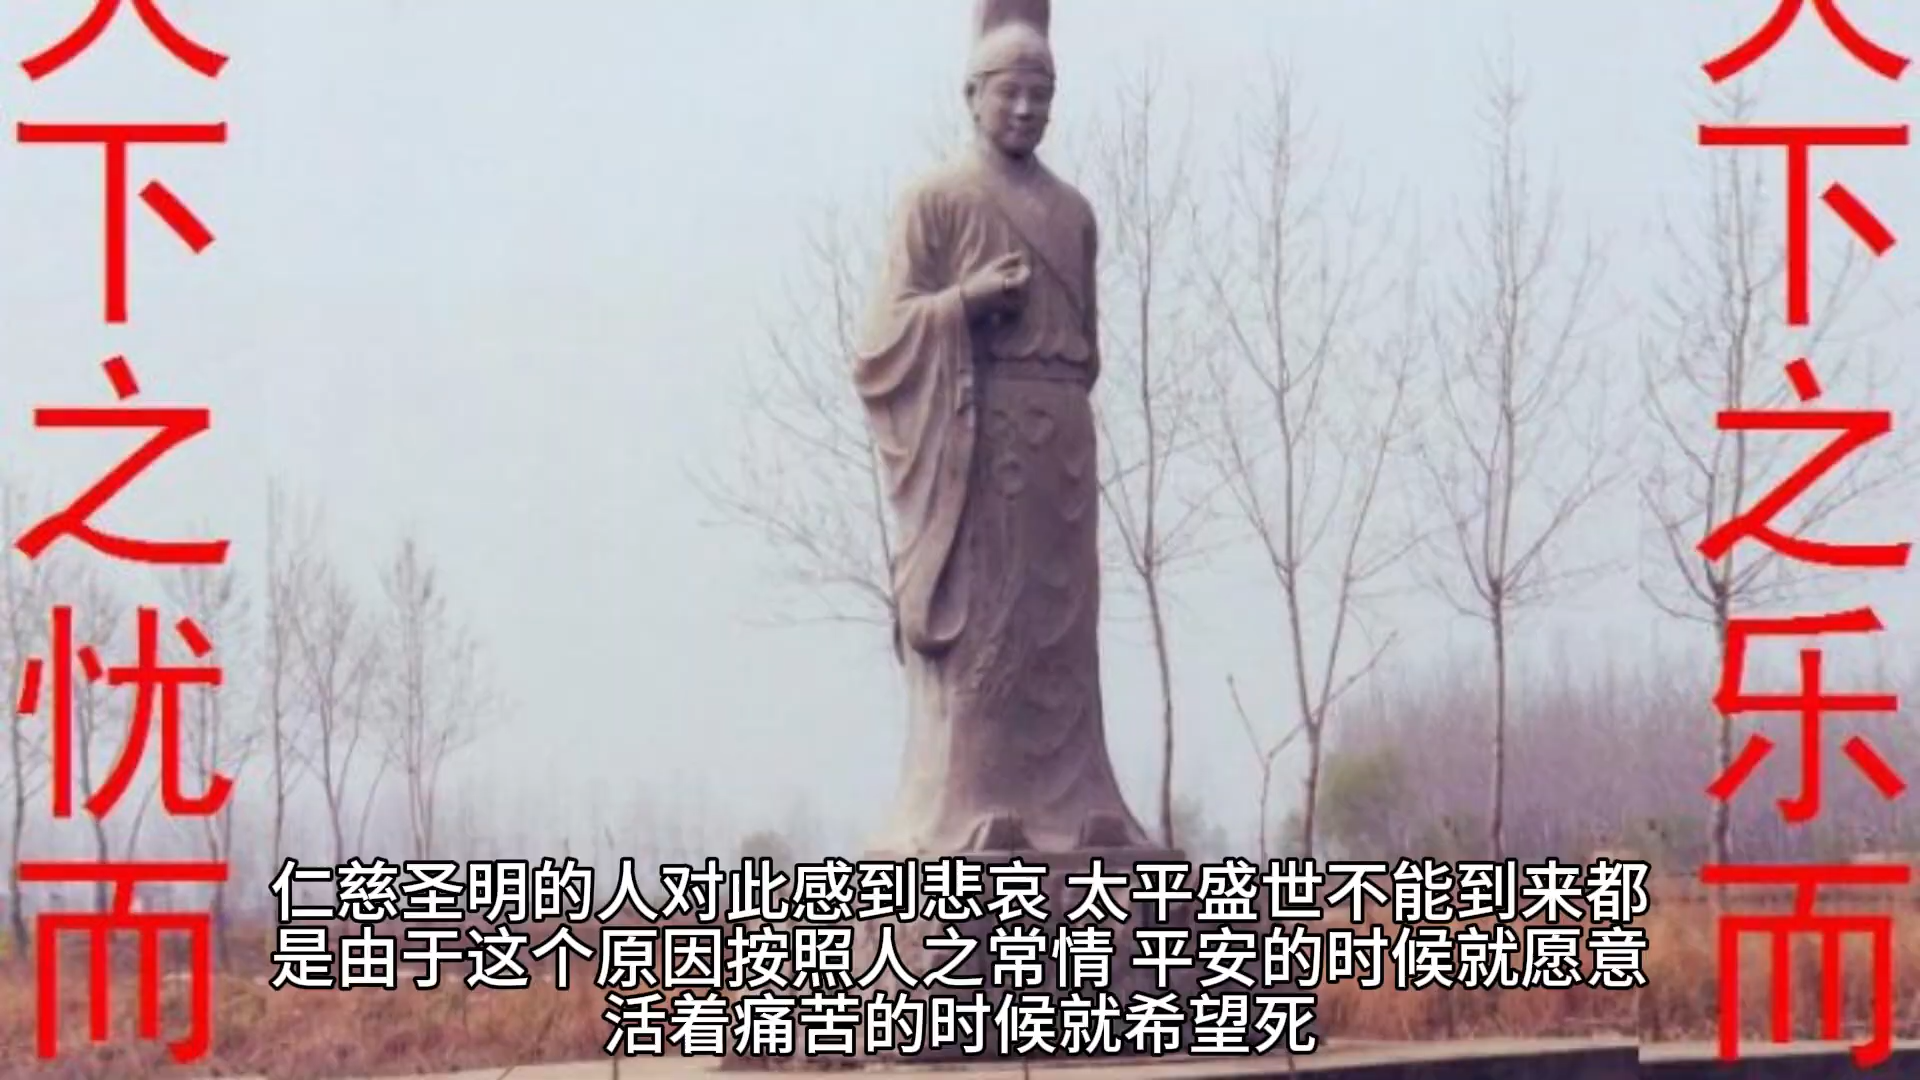 天下之忧而
天下之乐而
仁慈圣明的人对此感到悲哀 太平盛世不能到来都
是由于这个原因按照人之常情 平安的时候就愿意
活着痛苦的时候就希望死